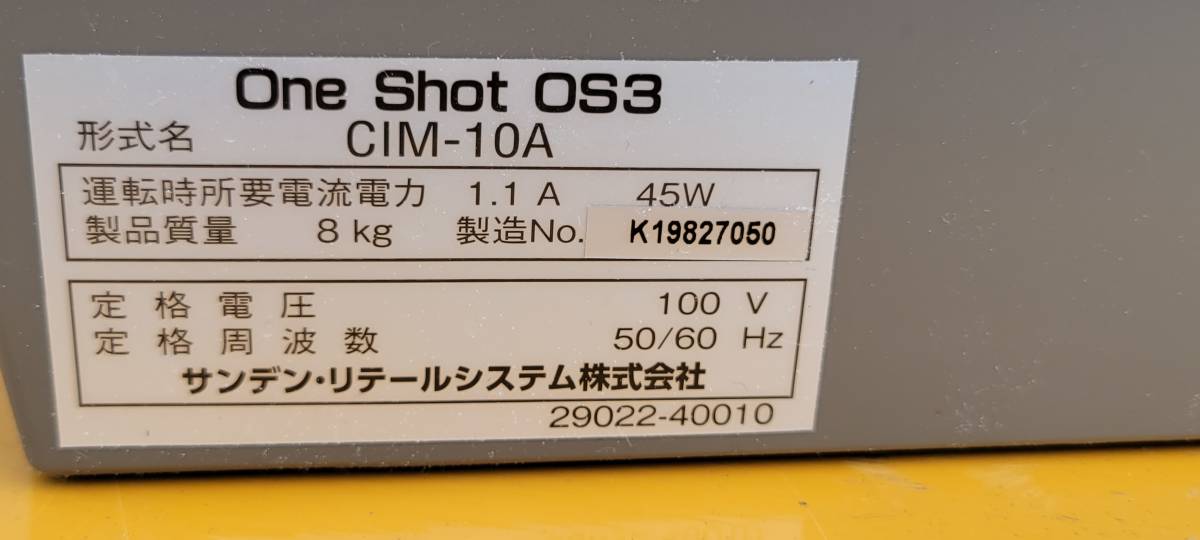 One Shot OS3
形式名 CIM-10A
運転時所要電流電力 1.1 A 45W
製品質量 8 kg 製造No. K19827050
定格電圧 100 V
定格周波数 50/60 Hz
サンデン・リテールシステム株式会社
29022-40010